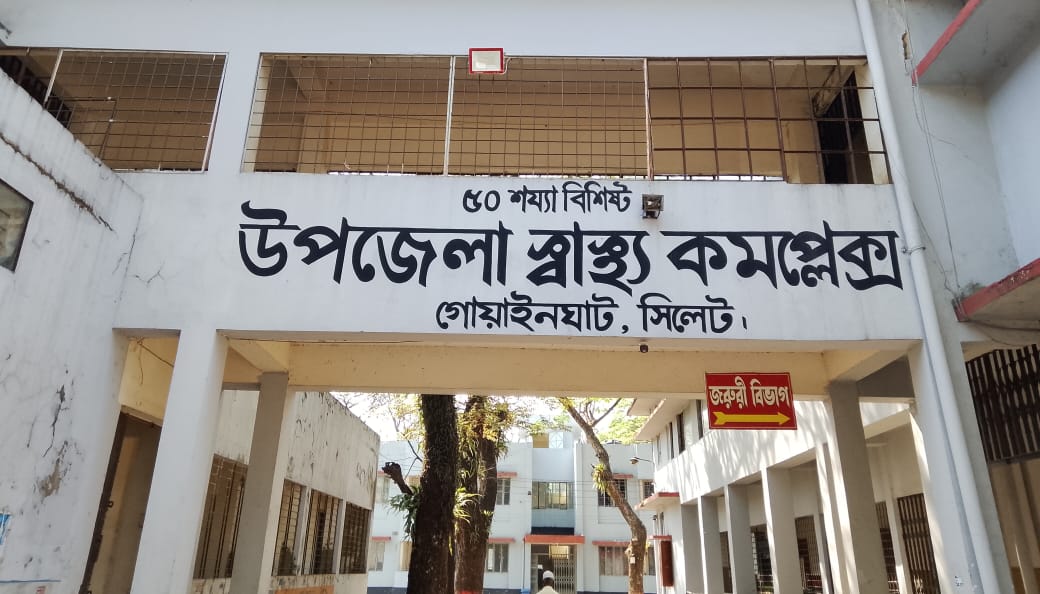 ৫০ শয্যা বিশিষ্ট
উপজেলা স্বাস্থ্য কমপ্লেক্স
গোয়াইনঘাট, সিলেট।
জরুরী বিভাগ